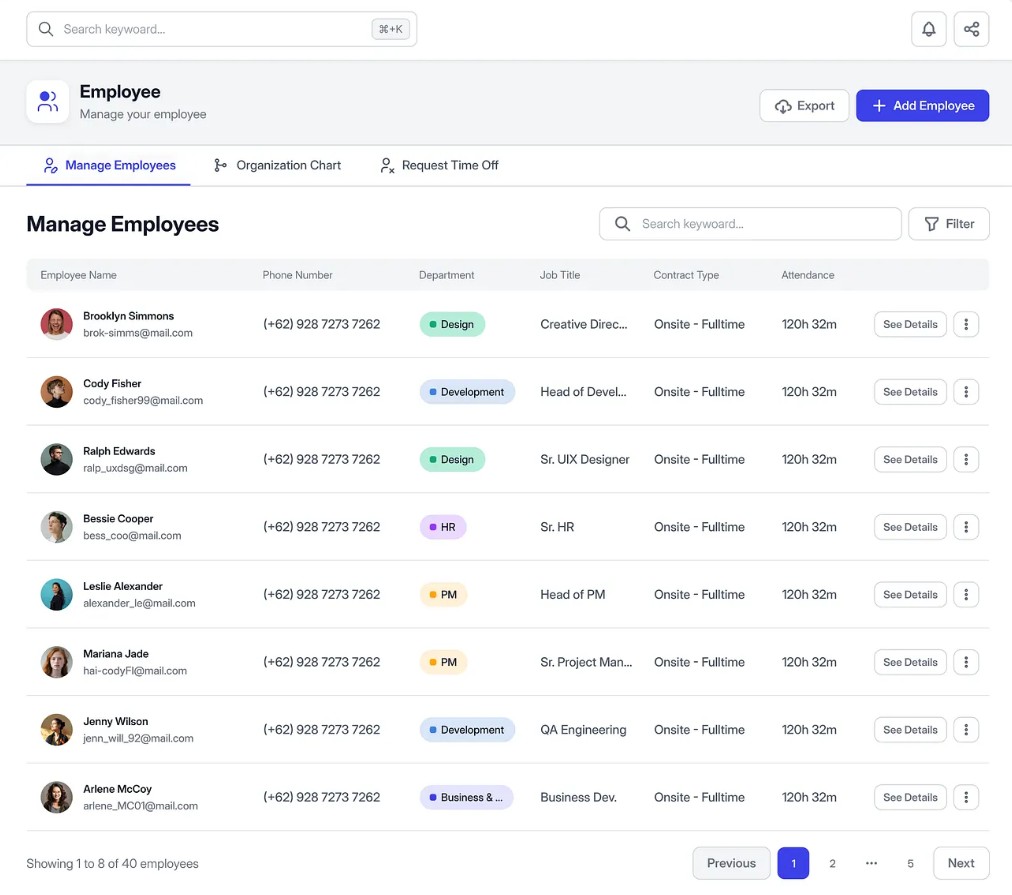 Search keywoard...
⌘+K
Employee
Manage your employee
Export
Add Employee
Manage Employees
Organization Chart
Request Time Off
Manage Employees
Search keywoard...
Filter
Employee Name Phone Number Department Job Title Contract Type Attendance
Brooklyn Simmons
brok-simms@mail.com
(+62) 928 7273 7262 Design Creative Direc... Onsite - Fulltime 120h 32m See Details
Cody Fisher
cody_fisher99@mail.com
(+62) 928 7273 7262 Development Head of Devel... Onsite - Fulltime 120h 32m See Details
Ralph Edwards
ralp_uxdsg@mail.com
(+62) 928 7273 7262 Design Sr. UIX Designer Onsite - Fulltime 120h 32m See Details
Bessie Cooper
bess_coo@mail.com
(+62) 928 7273 7262 HR Sr. HR Onsite - Fulltime 120h 32m See Details
Leslie Alexander
alexander_le@mail.com
(+62) 928 7273 7262 PM Head of PM Onsite - Fulltime 120h 32m See Details
Mariana Jade
hai-codyFI@mail.com
(+62) 928 7273 7262 PM Sr. Project Man... Onsite - Fulltime 120h 32m See Details
Jenny Wilson
jenn_will_92@mail.com
(+62) 928 7273 7262 Development QA Engineering Onsite - Fulltime 120h 32m See Details
Arlene McCoy
arlene_MC01@mail.com
(+62) 928 7273 7262 Business & ... Business Dev. Onsite - Fulltime 120h 32m See Details
Showing 1 to 8 of 40 employees
Previous 1 2 ... 5 Next